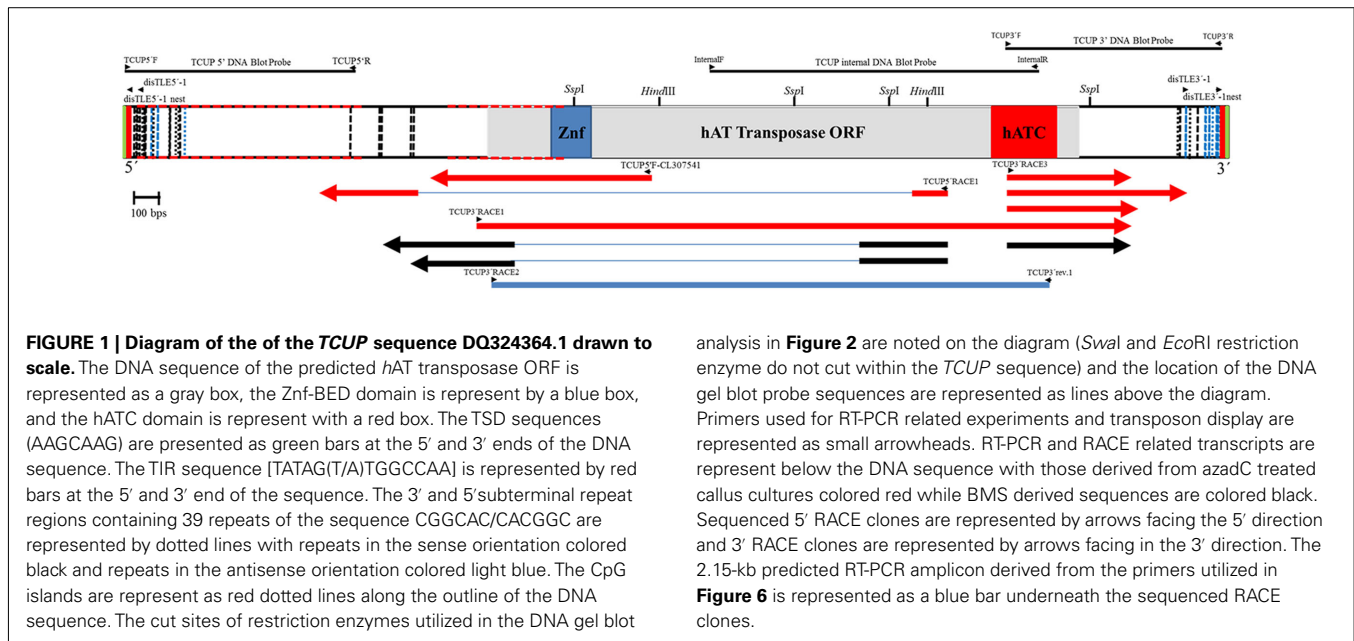 TCUP5'F
TCUP 5' DNA Blot Probe
TCUP5'R
InternalF
TCUP internal DNA Blot Probe
InternalR
TCUP3'F
TCUP 3' DNA Blot Probe
TCUP3'R
disTLE5'-1
disTLE5'-1 nest
SspI
HindIII
SspI
SspI
HindIII
SspI
disTLE3'-1
disTLE3'-1nest
Znf
hAT Transposase ORF
hATC
5'
3'
100 bps
TCUP5'F-CL307541
TCUP5'RACE1
TCUP3'RACE3
TCUP3'RACE1
TCUP3'RACE2
TCUP3'rev.1
FIGURE 1 | Diagram of the of the TCUP sequence DQ324364.1 drawn to
scale. The DNA sequence of the predicted hAT transposase ORF is
represented as a gray box, the Znf-BED domain is represent by a blue box,
and the hATC domain is represent with a red box. The TSD sequences
(AAGCAAG) are presented as green bars at the 5′ and 3′ ends of the DNA
sequence. The TIR sequence [TATAG(T/A)TGGCCAA] is represented by red
bars at the 5′ and 3′ end of the sequence. The 3′ and 5′subterminal repeat
regions containing 39 repeats of the sequence CGGCAC/CACGGC are
represented by dotted lines with repeats in the sense orientation colored
black and repeats in the antisense orientation colored light blue. The CpG
islands are represent as red dotted lines along the outline of the DNA
sequence. The cut sites of restriction enzymes utilized in the DNA gel blot
analysis in Figure 2 are noted on the diagram (SwaI and EcoRI restriction
enzyme do not cut within the TCUP sequence) and the location of the DNA
gel blot probe sequences are represented as lines above the diagram.
Primers used for RT-PCR related experiments and transposon display are
represented as small arrowheads. RT-PCR and RACE related transcripts are
represent below the DNA sequence with those derived from azadC treated
callus cultures colored red while BMS derived sequences are colored black.
Sequenced 5′ RACE clones are represented by arrows facing the 5′ direction
and 3′ RACE clones are represented by arrows facing in the 3′ direction. The
2.15-kb predicted RT-PCR amplicon derived from the primers utilized in
Figure 6 is represented as a blue bar underneath the sequenced RACE
clones.